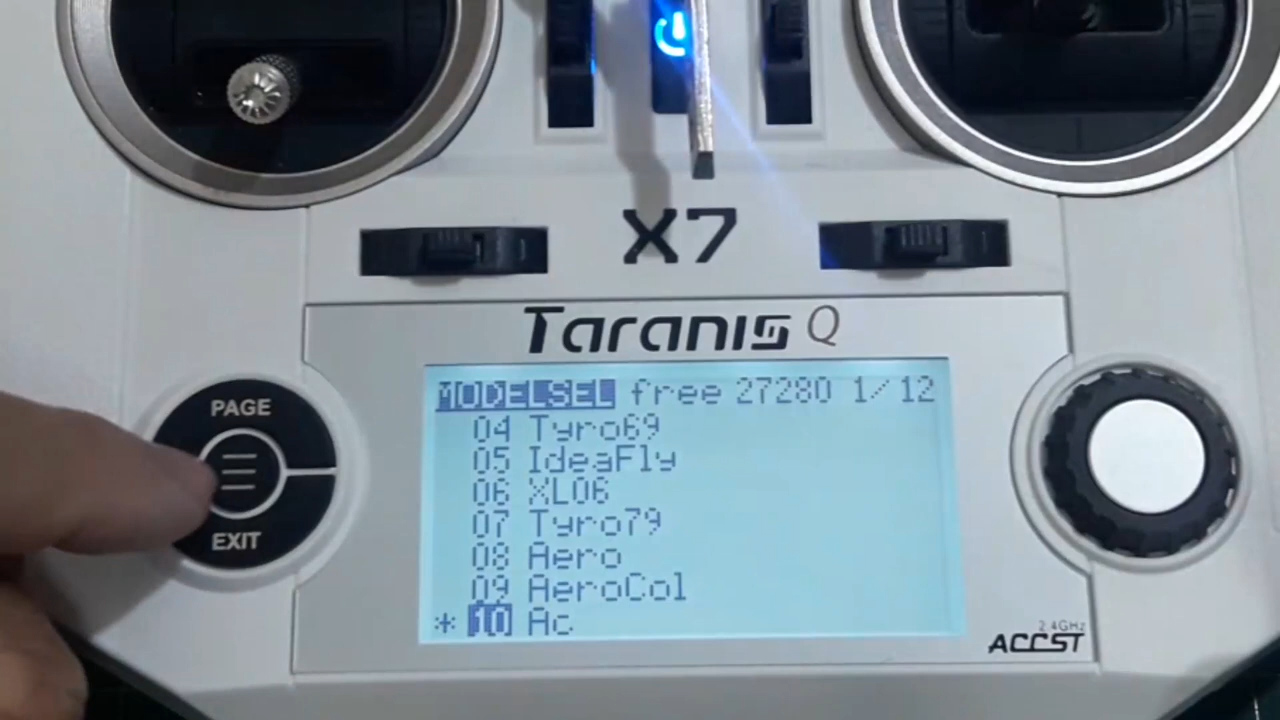 X7
Taranis Q
PAGE
EXIT
MODELSEL free 27280 1/12
04 Tyro69
05 IdeaFly
06 XL06
07 Tyro79
08 Aero
09 AeroCol
* 10 Ac
2.4GHz
ACCST